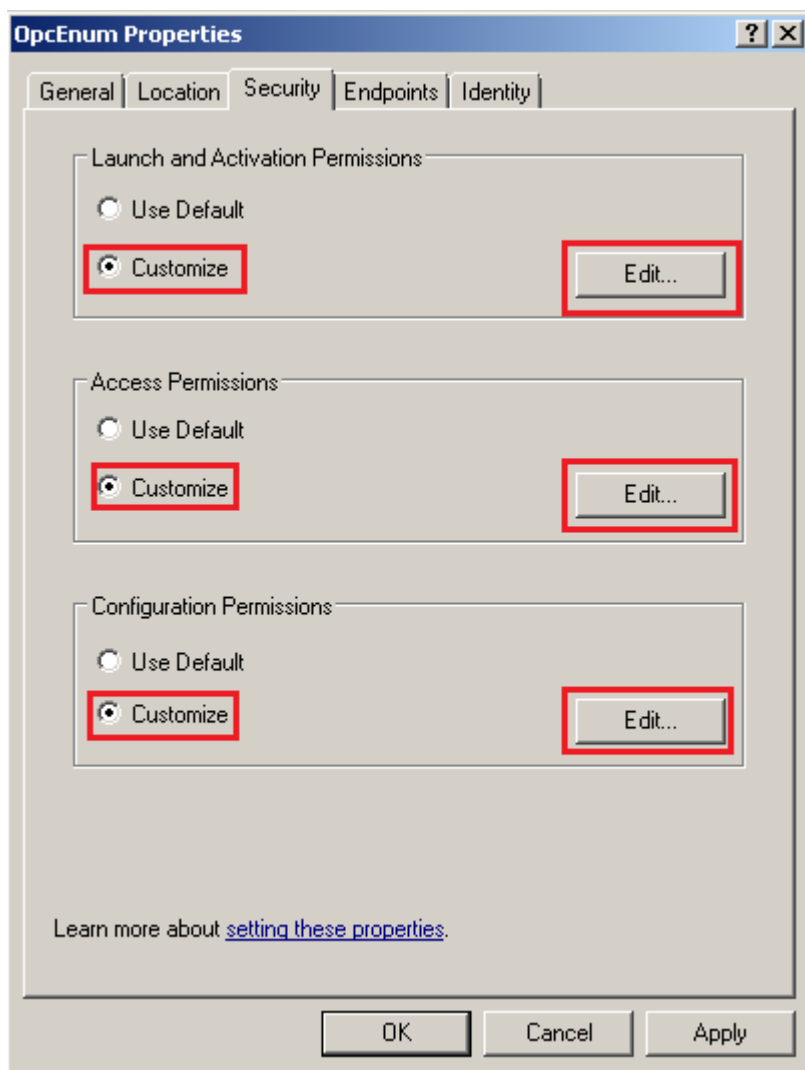 OpcEnum Properties
General Location Security Endpoints Identity
Launch and Activation Permissions
Use Default
Customize
Edit...
Access Permissions
Use Default
Customize
Edit...
Configuration Permissions
Use Default
Customize
Edit...
Learn more about setting these properties.
OK Cancel Apply